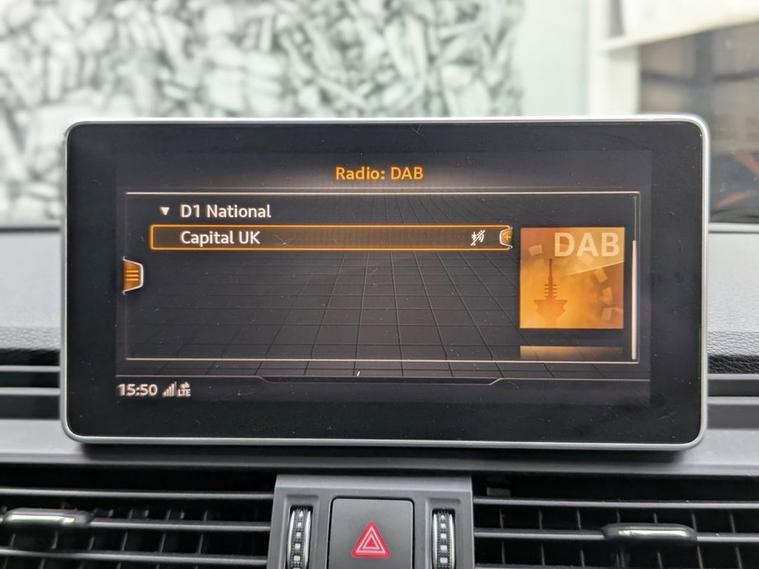 Radio: DAB
D1 National
Capital UK
DAB
15:50 LTE